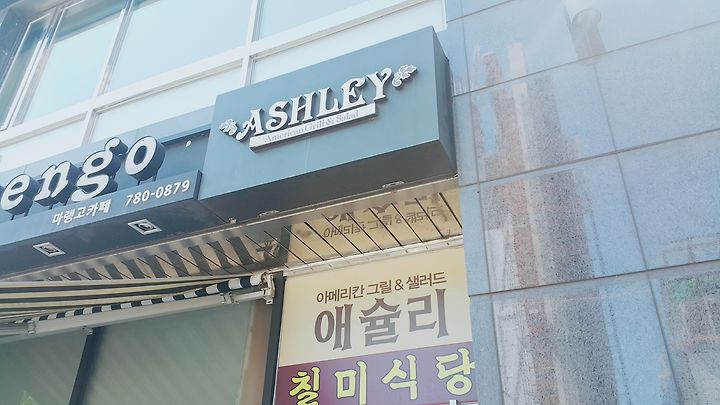 ASHLEY
American Grill & Salad
engo
마랭고카페 780-0879
아메리칸 그릴 & 샐러드
애슐리
칠미식당